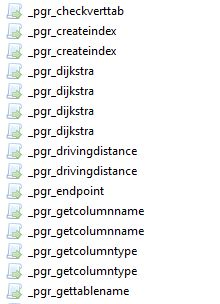 _pgr_checkverttab
_pgr_createindex
_pgr_createindex
_pgr_dijkstra
_pgr_dijkstra
_pgr_dijkstra
_pgr_dijkstra
_pgr_drivingdistance
_pgr_drivingdistance
_pgr_endpoint
_pgr_getcolumnname
_pgr_getcolumnname
_pgr_getcolumntype
_pgr_getcolumntype
_pgr_gettablename